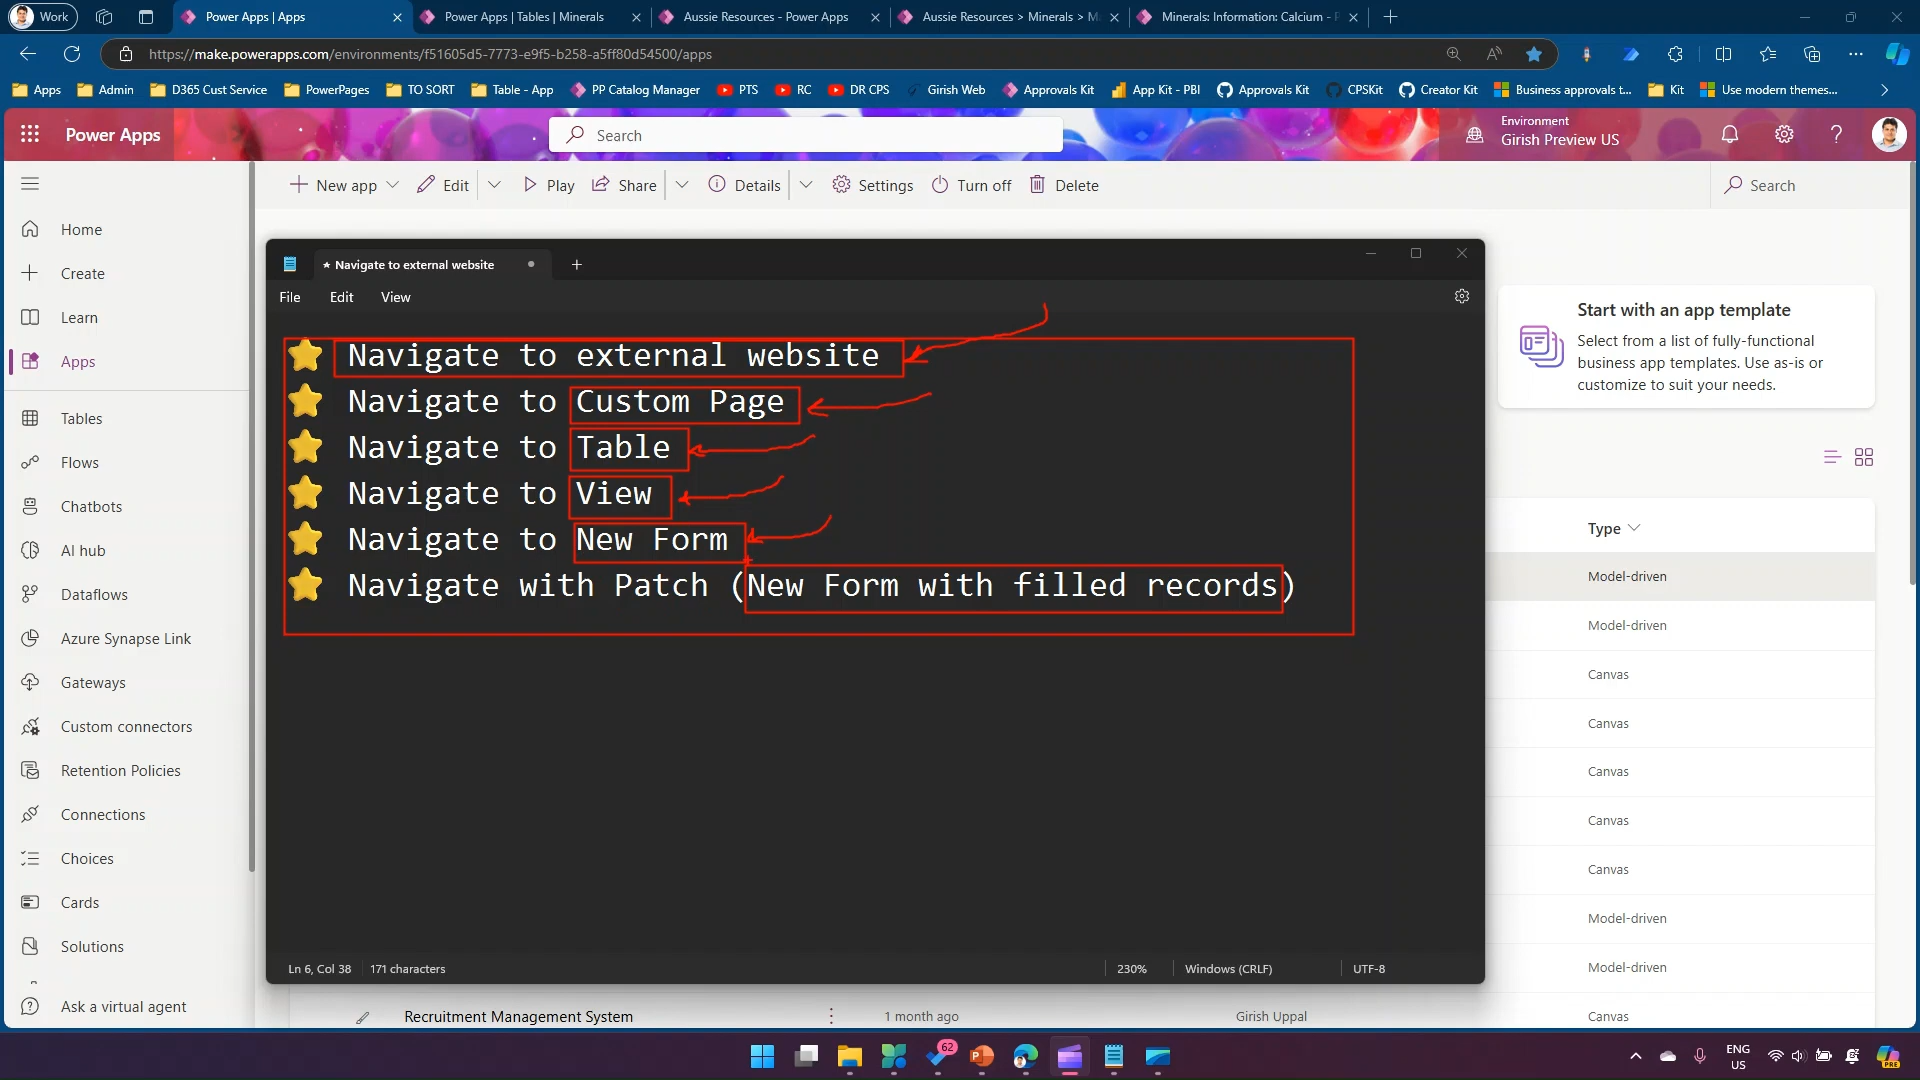 Work
Power Apps | Apps
Power Apps | Tables | Minerals
Aussie Resources - Power Apps
Aussie Resources > Minerals > M
Minerals: Information: Calcium -
https://make.powerapps.com/environments/f51605d5-7773-e9f5-b258-a5ff80d54500/apps
Apps
Admin
D365 Cust Service
PowerPages
TO SORT
Table - App
PP Catalog Manager
PTS
RC
DR CPS
Girish Web
Approvals Kit
App Kit - PBI
Approvals Kit
CPSKit
Creator Kit
Business approvals t...
Kit
Use modern themes...
Power Apps
Search
Environment
Girish Preview US
New app
Edit
Play
Share
Details
Settings
Turn off
Delete
Search
Home
Create
Learn
Apps
Tables
Flows
Chatbots
AI hub
Dataflows
Azure Synapse Link
Gateways
Custom connectors
Retention Policies
Connections
Choices
Cards
Solutions
Ask a virtual agent
★ Navigate to external website
File
Edit
View
⭐ Navigate to external website
⭐ Navigate to Custom Page
⭐ Navigate to Table
⭐ Navigate to View
⭐ Navigate to New Form
⭐ Navigate with Patch (New Form with filled records)
Ln 6, Col 38
171 characters
230%
Windows (CRLF)
UTF-8
Start with an app template
Select from a list of fully-functional
business app templates. Use as-is or
customize to suit your needs.
Type
Model-driven
Model-driven
Canvas
Canvas
Canvas
Canvas
Canvas
Model-driven
Model-driven
Recruitment Management System
1 month ago
Girish Uppal
Canvas
62
ENG
US
PRE